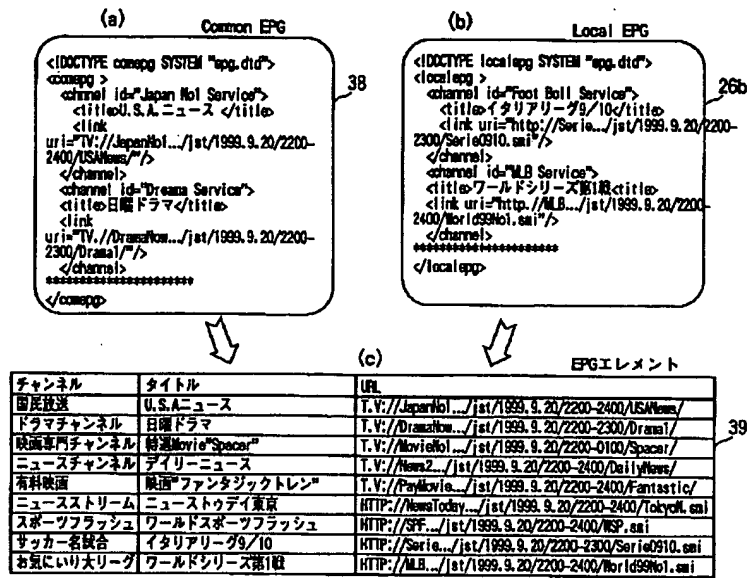 (a)
Common EPG
<!DOCTYPE comepg SYSTEM "epg.dtd">
<comepg >
<channel id="Japan No1 Service">
<title>U.S.A.ニュース </title>
<link
uri="TV://JapanNo1.../jst/1999.9.20/2200-
2400/USANews/"/>
</channel>
<channel id="Dreama Service">
<title>日曜ドラマ</title>
<link
uri="TV.//DramaNow.../jst/1999.9.20/2200-
2300/Drama1/"/>
</channel>
**********************
</comepg>
38
(b)
Local EPG
<!DOCTYPE localepg SYSTEM "epg.dtd">
<localepg >
<channel id="Foot Boll Service">
<title>イタリアリーグ9/10</title>
<link uri="http://Serie.../jst/1999.9.20/2200-
2300/Serie0910.smi"/>
</channel>
<channel id="MLB Service">
<title>ワールドシリーズ第1戦<title>
<link uri="http.//MLB.../jst/1999.9.20/2200-
2400/World99No1.smi"/>
</channel>
**********************
</localepg>
26b
(c)
EPGエレメント
チャンネル タイトル URL
国民放送 U.S.Aニュース T.V://JapanNo1.../jst/1999.9.20/2200-2400/USANews/
ドラマチャンネル 日曜ドラマ T.V://DramaNow.../jst/1999.9.20/2200-2300/Drama1/
映画専門チャンネル 特選Movie"Spacer" T.V://MovieNo1.../jst/1999.9.20/2200-0100/Spacer/
ニュースチャンネル デイリーニュース T.V://News2.../jst/1999.9.20/2200-2400/DailyNews/
有料映画 映画"ファンタジックトレン" T.V://PayMovie.../jst/1999.9.20/2200-2400/Fantastic/
ニュースストリーム ニューストゥデイ東京 HTTP://NewsToday.../jst/1999.9.20/2200-2400/TokyoN.smi
スポーツフラッシュ ワールドスポーツフラッシュ HTTP://SPF.../jst/1999.9.20/2200-2400/WSP.smi
サッカー名試合 イタリアリーグ9/10 HTTP://Serie.../jst/1999.9.20/2200-2300/Serie0910.smi
お気にいり大リーグ ワールドシリーズ第1戦 HTTP://MLB.../jst/1999.9.20/2200-2400/World99No1.smi
39